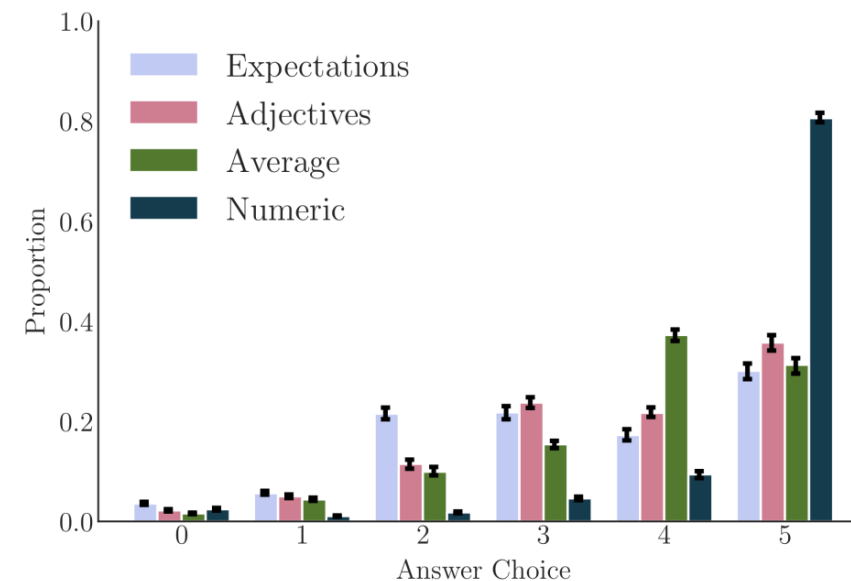 1.0
Expectations
Adjectives
0.8
Average
Numeric
0.6
Proportion
0.4
0.2
0.0
0 1 2 3 4 5
Answer Choice